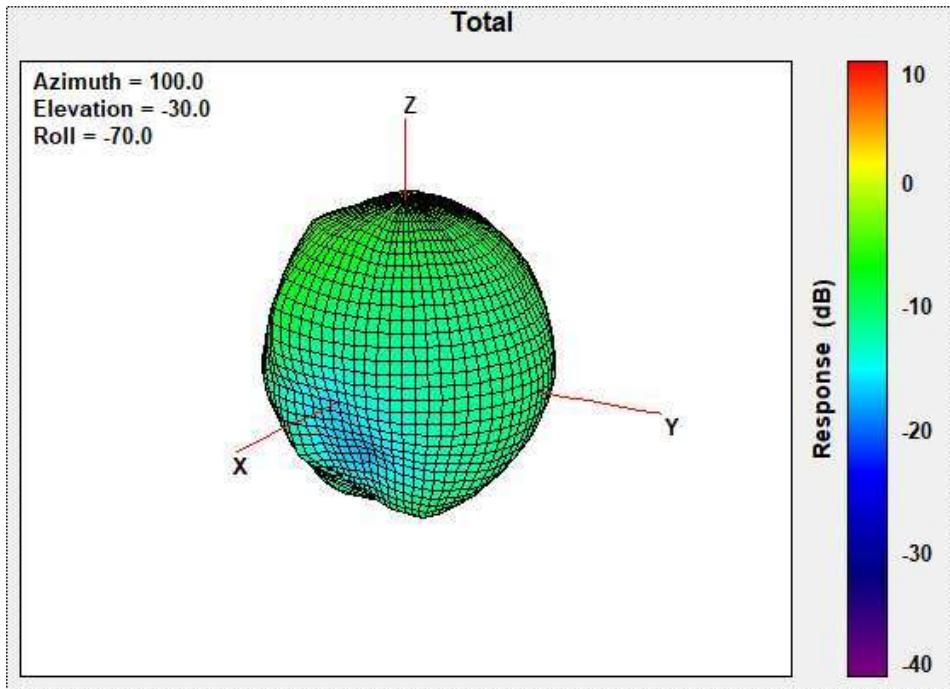 Total
Azimuth = 100.0
Elevation = -30.0
Roll = -70.0
Z
Y
X
10
0
-10
-20
-30
-40
Response (dB)